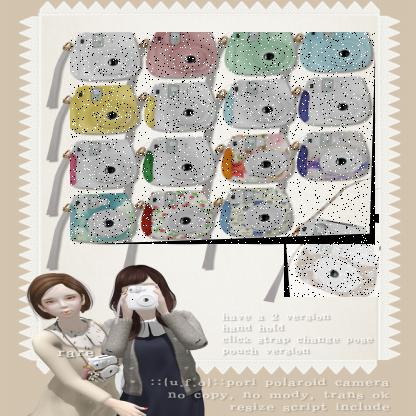 rare
have a 2 version
hand hold
click strap change pose
pouch version
::(u.f.o)::pori polaroid camera
no copy, no mody, trans ok
resize script include